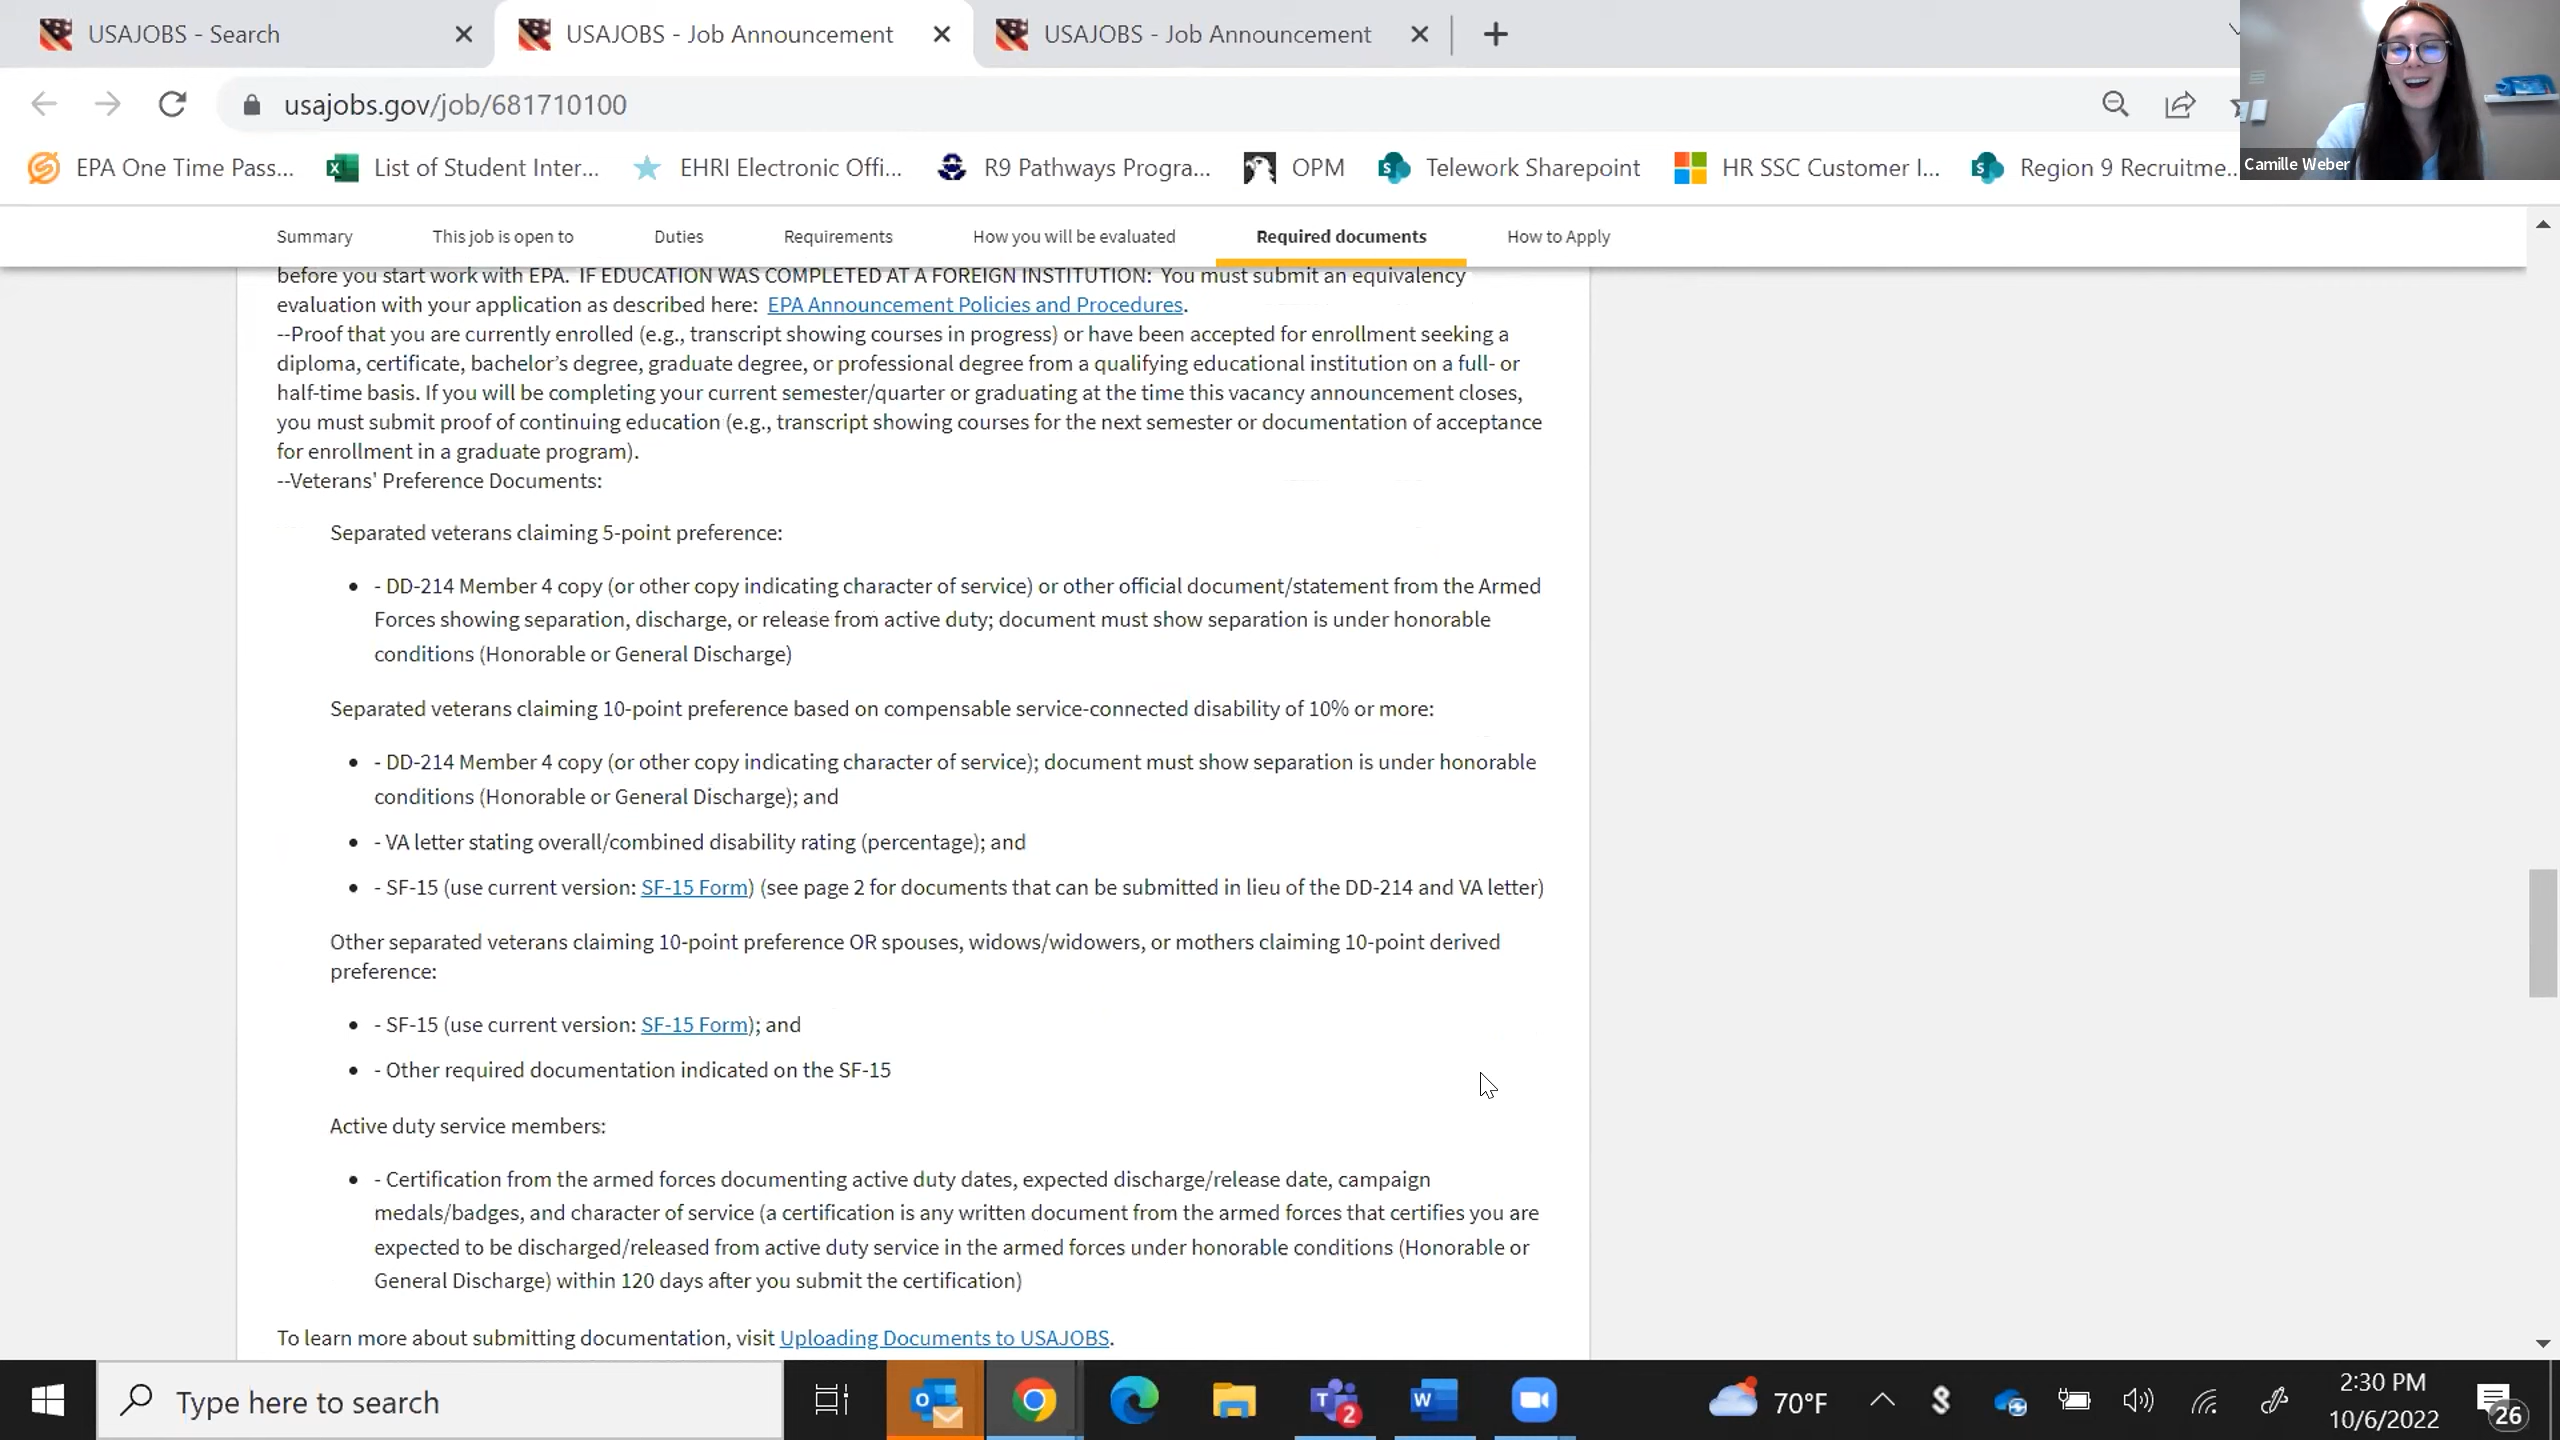 USAJOBS - Search
USAJOBS - Job Announcement
USAJOBS - Job Announcement
usajobs.gov/job/681710100
Camille Weber
EPA One Time Pass...
List of Student Inter...
EHRI Electronic Offi...
R9 Pathways Progra...
OPM
Telework Sharepoint
HR SSC Customer I...
Region 9 Recruitme...
Summary
This job is open to
Duties
Requirements
How you will be evaluated
Required documents
How to Apply
before you start work with EPA. IF EDUCATION WAS COMPLETED AT A FOREIGN INSTITUTION: You must submit an equivalency
evaluation with your application as described here: EPA Announcement Policies and Procedures.
--Proof that you are currently enrolled (e.g., transcript showing courses in progress) or have been accepted for enrollment seeking a
diploma, certificate, bachelor’s degree, graduate degree, or professional degree from a qualifying educational institution on a full- or
half-time basis. If you will be completing your current semester/quarter or graduating at the time this vacancy announcement closes,
you must submit proof of continuing education (e.g., transcript showing courses for the next semester or documentation of acceptance
for enrollment in a graduate program).
--Veterans' Preference Documents:
Separated veterans claiming 5-point preference:
• - DD-214 Member 4 copy (or other copy indicating character of service) or other official document/statement from the Armed
Forces showing separation, discharge, or release from active duty; document must show separation is under honorable
conditions (Honorable or General Discharge)
Separated veterans claiming 10-point preference based on compensable service-connected disability of 10% or more:
• - DD-214 Member 4 copy (or other copy indicating character of service); document must show separation is under honorable
conditions (Honorable or General Discharge); and
• - VA letter stating overall/combined disability rating (percentage); and
• - SF-15 (use current version: SF-15 Form) (see page 2 for documents that can be submitted in lieu of the DD-214 and VA letter)
Other separated veterans claiming 10-point preference OR spouses, widows/widowers, or mothers claiming 10-point derived
preference:
• - SF-15 (use current version: SF-15 Form); and
• - Other required documentation indicated on the SF-15
Active duty service members:
• - Certification from the armed forces documenting active duty dates, expected discharge/release date, campaign
medals/badges, and character of service (a certification is any written document from the armed forces that certifies you are
expected to be discharged/released from active duty service in the armed forces under honorable conditions (Honorable or
General Discharge) within 120 days after you submit the certification)
To learn more about submitting documentation, visit Uploading Documents to USAJOBS.
Type here to search
2
70°F
2:30 PM
10/6/2022
26